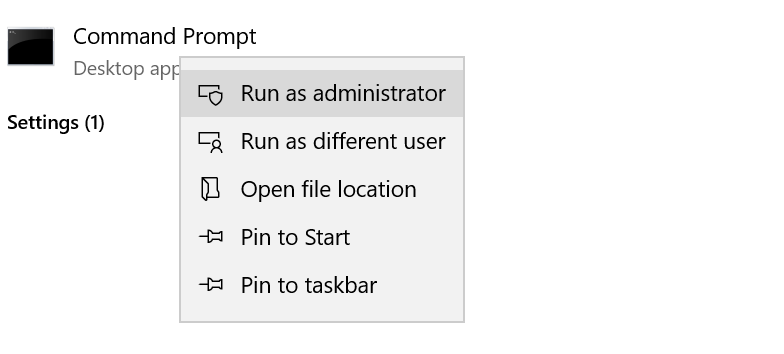 Command Prompt
Desktop app
Run as administrator
Settings (1)
Run as different user
Open file location
Pin to Start
Pin to taskbar